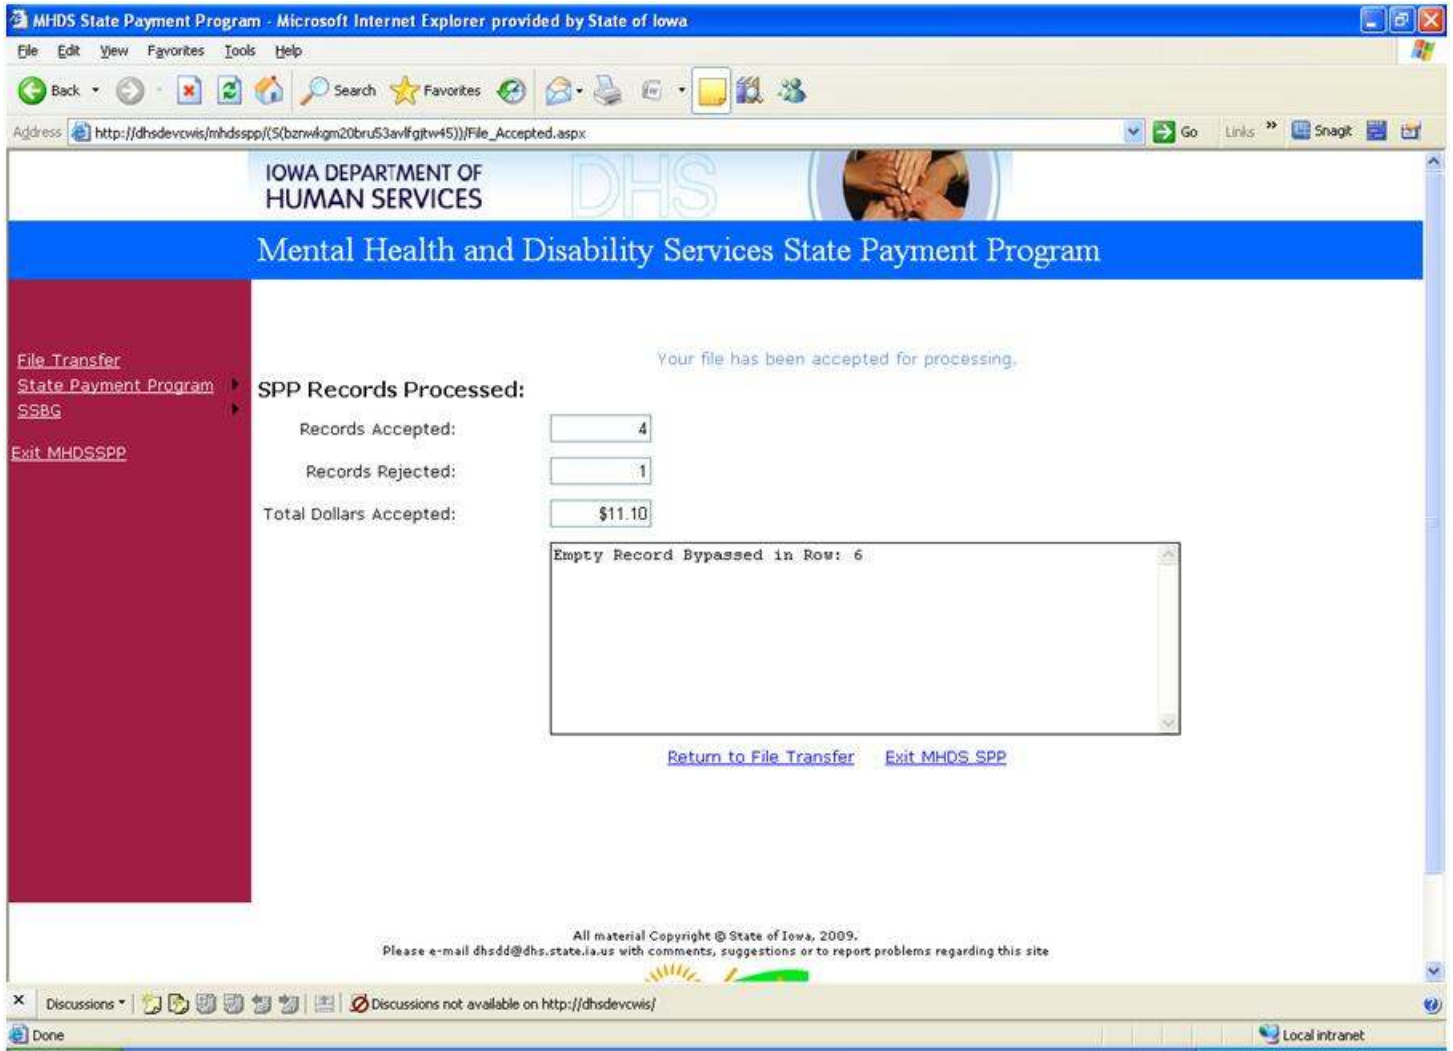 MHDS State Payment Program - Microsoft Internet Explorer provided by State of Iowa
File Edit View Favorites Tools Help
Back Search Favorites
Address http://dhsdevcwis/mhdsspp/(S(bznwkgm20bru53avlfgjtw45))/File_Accepted.aspx Go Links » Snagit
IOWA DEPARTMENT OF
HUMAN SERVICES
DHS
Mental Health and Disability Services State Payment Program
File Transfer
State Payment Program
SSBG
Exit MHDSSPP
Your file has been accepted for processing.
SPP Records Processed:
Records Accepted: 4
Records Rejected: 1
Total Dollars Accepted: $11.10
Empty Record Bypassed in Row: 6
Return to File Transfer Exit MHDS SPP
All material Copyright @ State of Iowa, 2009.
Please e-mail dhsdd@dhs.state.ia.us with comments, suggestions or to report problems regarding this site
Discussions Discussions not available on http://dhsdevcwis/
Done Local intranet